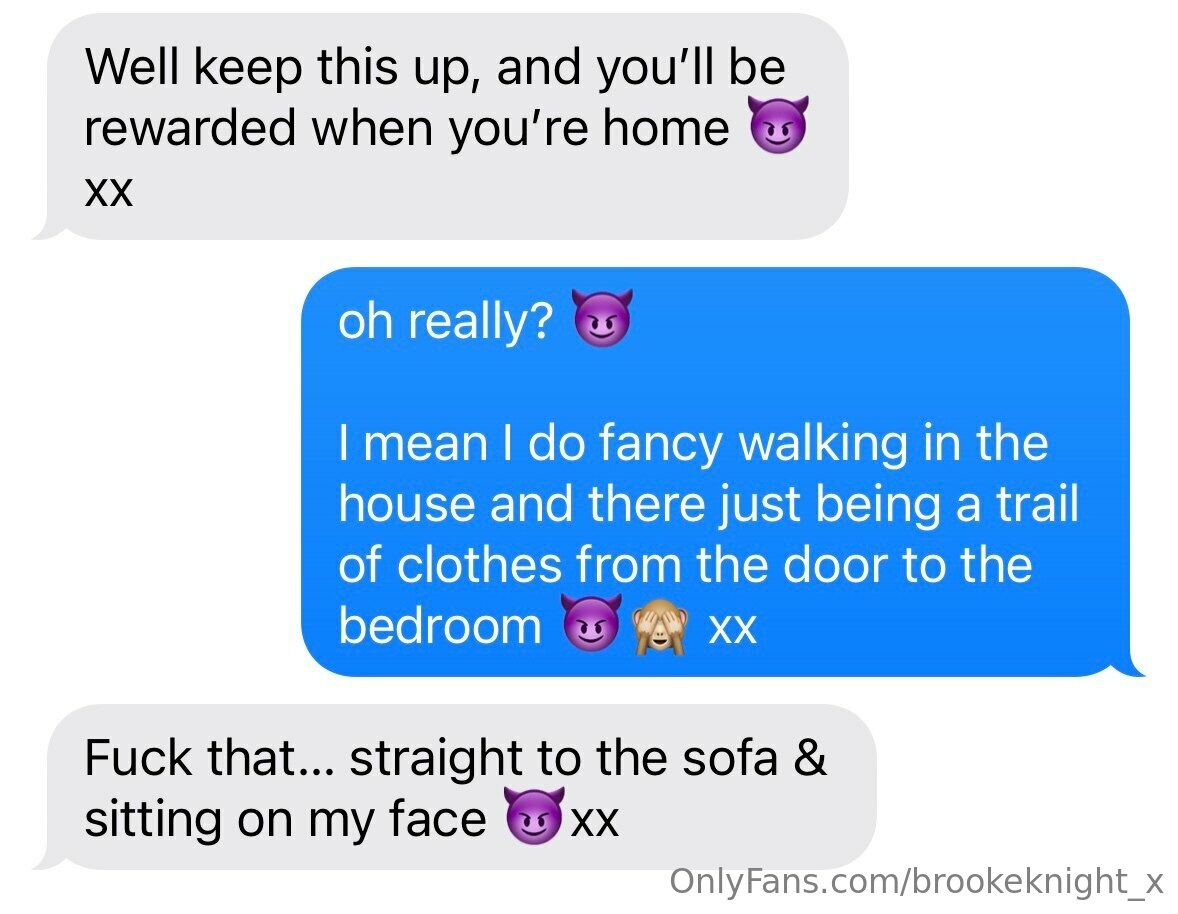 Well keep this up, and you’ll be
rewarded when you’re home 😈
xx
oh really? 😈
I mean I do fancy walking in the
house and there just being a trail
of clothes from the door to the
bedroom 😈🙈 xx
Fuck that... straight to the sofa &
sitting on my face 😈xx
OnlyFans.com/brookeknight_x